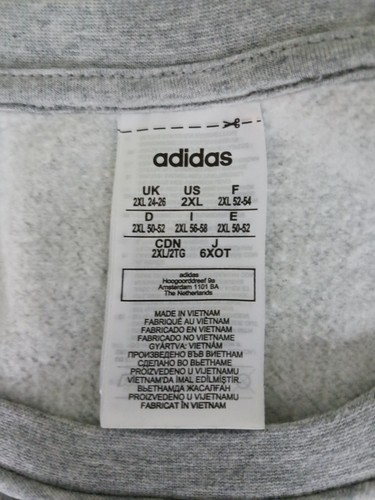 adidas
UK US F
2XL 24-26 2XL 2XL 52-54
D I E
2XL 50-52 2XL 56-58 2XL 50-52
CDN J
2XL/2TG 6XOT
adidas
Hoogoorddreef 9a
Amsterdam 1101 BA
The Netherlands
MADE IN VIETNAM
FABRIQUÉ AU VIETNAM
FABRICADO EN VIETNAM
FABRICADO NO VIETNAME
GYÁRTVA: VIETNÁM
ПРОИЗВЕДЕНО ВЪВ ВИЕТНАМ
СДЕЛАНО ВО ВЬЕТНАМЕ
PROIZVEDENO U VIJETNAMU
VİETNAM'DA İMAL EDİLMİŞTİR
ВЬЕТНАМДА ЖАСАЛҒАН
PROIZVEDENO U VIJETNAMU
FABRICAT ÎN VIETNAM